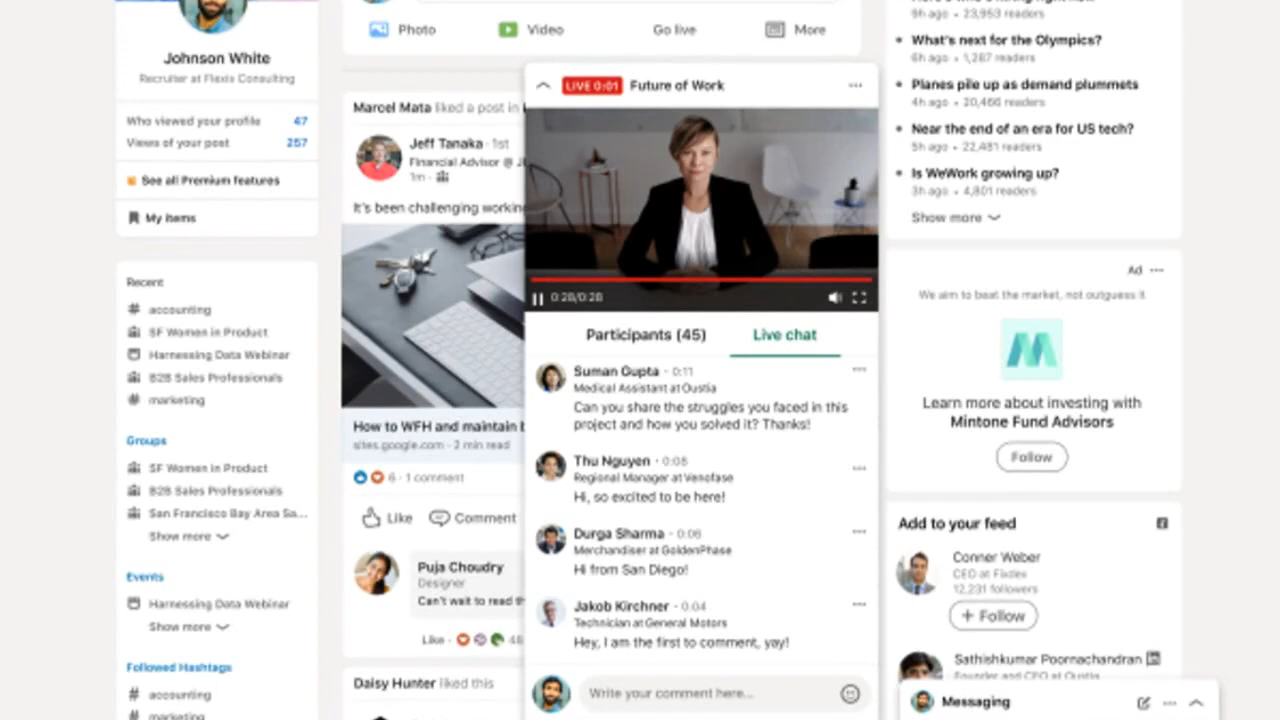 Johnson White
Recruiter at Flexis Consulting
Who viewed your profile 47
Views of your post 257
See all Premium features
My items
Recent
# accounting
SF Women in Product
Harnessing Data Webinar
B2B Sales Professionals
# marketing
Groups
SF Women in Product
B2B Sales Professionals
San Francisco Bay Area Sa...
Show more
Events
Harnessing Data Webinar
Show more
Followed Hashtags
# accounting
# marketing
Photo
Video
Go live
More
Marcel Mata liked a post in
Jeff Tanaka · 1st
Financial Advisor @
1m ·
It's been challenging working
How to WFH and maintain
sites.google.com · 2 min read
6 · 1 comment
Like
Comment
Puja Choudry
Designer
Can't wait to read
Like ·
48
Daisy Hunter liked this
LIVE 0:01 Future of Work
0:28/0:28
Participants (45)
Live chat
Suman Gupta · 0:11
Medical Assistant at Oustia
Can you share the struggles you faced in this
project and how you solved it? Thanks!
Thu Nguyen · 0:08
Regional Manager at Venofase
Hi, so excited to be here!
Durga Sharma · 0:06
Merchandiser at GoldenPhase
Hi from San Diego!
Jakob Kirchner · 0:04
Technician at General Motors
Hey, I am the first to comment, yay!
Write your comment here...
9h ago • 23,953 readers
What's next for the Olympics?
6h ago • 1,287 readers
Planes pile up as demand plummets
4h ago • 20,466 readers
Near the end of an era for US tech?
5h ago • 22,481 readers
Is WeWork growing up?
3h ago • 4,801 readers
Show more
Ad
We aim to beat the market, not outguess it
Learn more about investing with
Mintone Fund Advisors
Follow
Add to your feed
Conner Weber
CEO at Fixdex
12,231 followers
+ Follow
Sathishkumar Poornachandran
Founder and CEO at Oustia
Messaging